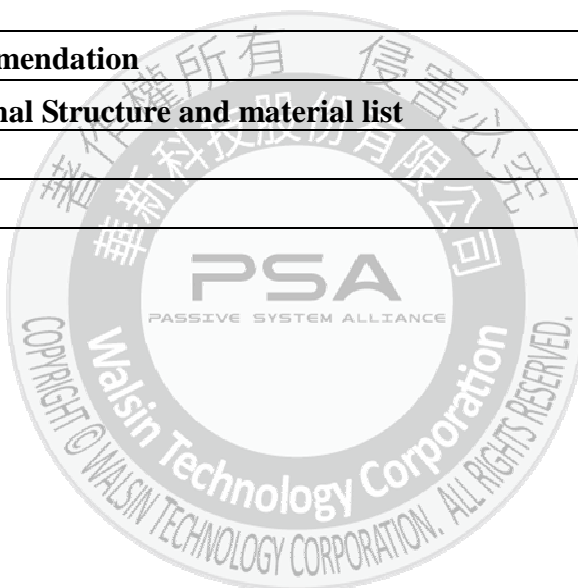 mendation
nal Structure and material list
著作權所有 侵害必究
華新科技股份有限公司
PSA
PASSIVE SYSTEM ALLIANCE
Walsin Technology Corporation
COPYRIGHT © WALSIN TECHNOLOGY CORPORATION. ALL RIGHTS RESERVED.